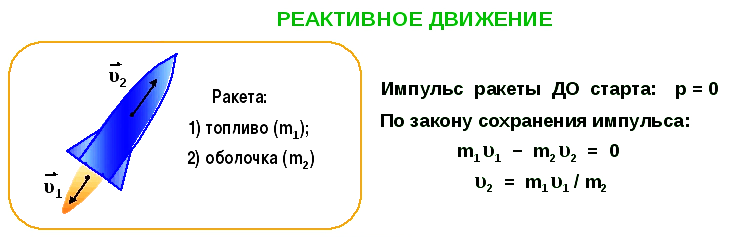 РЕАКТИВНОЕ ДВИЖЕНИЕ
υ₂
Ракета:
1) топливо (m₁);
2) оболочка (m₂)
υ₁
Импульс ракеты ДО старта: p = 0
По закону сохранения импульса:
m₁υ₁ − m₂υ₂ = 0
υ₂ = m₁υ₁ / m₂